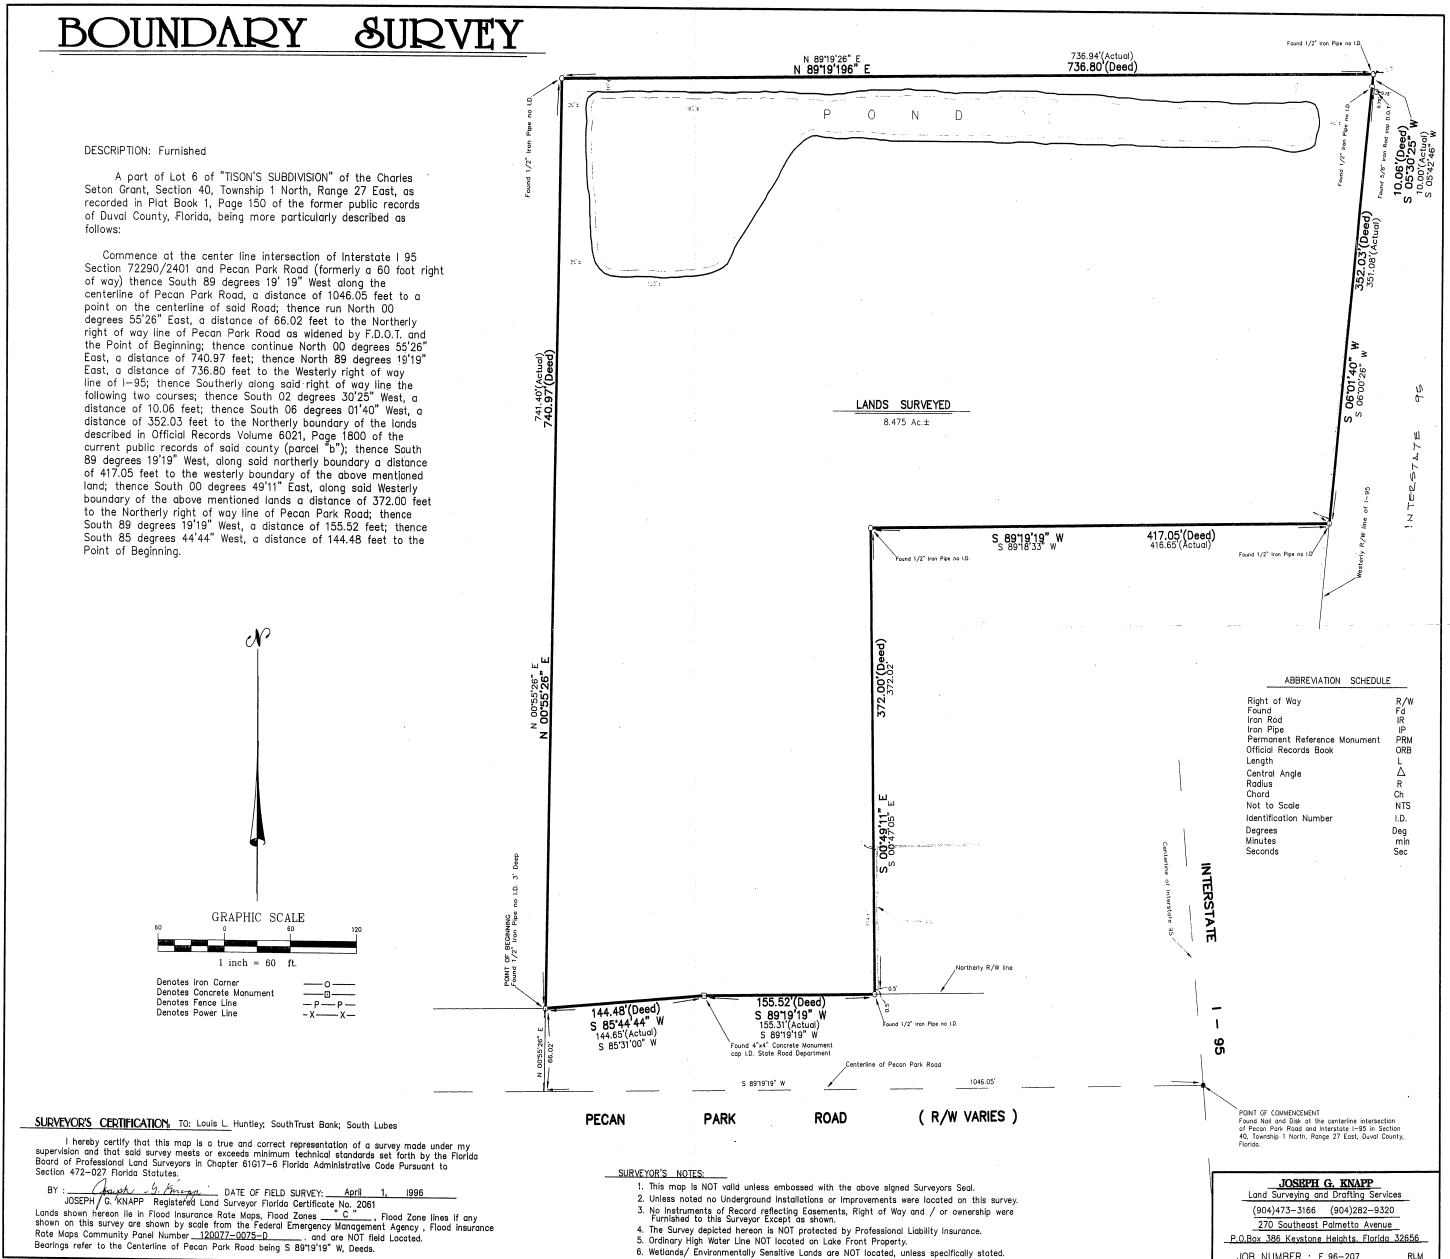 BOUNDARY SURVEY
DESCRIPTION: Furnished
A part of Lot 6 of "TISON'S SUBDIVISION" of the Charles
Seton Grant, Section 40, Township 1 North, Range 27 East, as
recorded in Plat Book 1, Page 150 of the former public records
of Duval County, Florida, being more particularly described as
follows:
Commence at the center line intersection of Interstate I 95
Section 72290/2401 and Pecan Park Road (formerly a 60 foot right
of way) thence South 89 degrees 19' 19" West along the
centerline of Pecan Park Road, a distance of 1046.05 feet to a
point on the centerline of said Road; thence run North 00
degrees 55'26" East, a distance of 66.02 feet to the Northerly
right of way line of Pecan Park Road as widened by F.D.O.T. and
the Point of Beginning; thence continue North 00 degrees 55'26"
East, a distance of 740.97 feet; thence North 89 degrees 19'19"
East, a distance of 736.80 feet to the Westerly right of way
line of I-95; thence Southerly along said right of way line the
following two courses; thence South 02 degrees 30'25" West, a
distance of 10.06 feet; thence South 06 degrees 01'40" West, a
distance of 352.03 feet to the Northerly boundary of the lands
described in Official Records Volume 6021, Page 1800 of the
current public records of said county (parcel "b"); thence South
89 degrees 19'19" West, along said northerly boundary a distance
of 417.05 feet to the westerly boundary of the above mentioned
land; thence South 00 degrees 49'11" East, along said Westerly
boundary of the above mentioned lands a distance of 372.00 feet
to the Northerly right of way line of Pecan Park Road; thence
South 89 degrees 19'19" West, a distance of 155.52 feet; thence
South 85 degrees 44'44" West, a distance of 144.48 feet to the
Point of Beginning.
N
GRAPHIC SCALE
60 0 60 120
1 inch = 60 ft.
Denotes Iron Corner —O—
Denotes Concrete Monument
Denotes Fence Line —P—P—
Denotes Power Line -X—X-
N 89°19'26" E
N 89°19'196" E
736.94'(Actual)
736.80'(Deed)
Found 1/2" Iron Pipe no I.D.
Found 1/2" Iron Pipe no I.D.
P O N D
Found 1/2" Iron Pipe no I.D.
Found 5/8" Iron Rod cap D.O.T.
10.06'(Deed)
S 05°30'25" W
10.00'(Actual)
S 05°42'46" W
352.03'(Deed)
351.08'(Actual)
S 06°01'40" W
S 06°00'26" W
INTERSTATE 95
741.40'(Actual)
740.97'(Deed)
LANDS SURVEYED
8.475 Ac.±
S 89°19'19" W
S 89°18'33" W
417.05'(Deed)
416.65'(Actual)
Found 1/2" Iron Pipe no I.D.
Found 1/2" Iron Pipe no I.D.
Westerly R/W line of I-95
N 00°55'26" E
N 00°55'26" E
372.00'(Deed)
372.02'
S 00°49'11" E
S 00°47'05" E
ABBREVIATION SCHEDULE
Right of Way R/W
Found Fd
Iron Rod IR
Iron Pipe IP
Permanent Reference Monument PRM
Official Records Book ORB
Length L
Central Angle △
Radius R
Chord Ch
Not to Scale NTS
Identification Number I.D.
Degrees Deg
Minutes min
Seconds Sec
Centerline of Interstate 95
INTERSTATE I - 95
POINT OF BEGINNING
Found 1/2" Iron Pipe no I.D. 3' Deep
Northerly R/W line
0.5'
0.5'
144.48'(Deed)
S 85°44'44" W
144.65'(Actual)
S 85°31'00" W
155.52'(Deed)
S 89°19'19" W
155.31'(Actual)
S 89°19'19" W
Found 1/2" Iron Pipe no I.D.
Found 4"x4" Concrete Monument
cap I.D. State Road Department
N 00°55'26" E
66.02'
Centerline of Pecan Park Road
S 89°19'19" W
1046.05'
PECAN PARK ROAD ( R/W VARIES )
POINT OF COMMENCEMENT
Found Nail and Disk at the centerline intersection
of Pecan Park Road and Interstate I-95 in Section
40, Township 1 North, Range 27 East, Duval County,
Florida.
SURVEYOR'S CERTIFICATION: TO: Louis L. Huntley; SouthTrust Bank; South Lubes
I hereby certify that this map is a true and correct representation of a survey made under my
supervision and that said survey meets or exceeds minimum technical standards set forth by the Florida
Board of Professional Land Surveyors in Chapter 61G17-6 Florida Administrative Code Pursuant to
Section 472-027 Florida Statutes.
BY : Joseph G. Knapp DATE OF FIELD SURVEY: April 1, 1996
JOSEPH G. KNAPP Registered Land Surveyor Florida Certificate No. 2061
Lands shown hereon lie in Flood Insurance Rate Maps, Flood Zones " C " , Flood Zone lines if any
shown on this survey are shown by scale from the Federal Emergency Management Agency , Flood insurance
Rate Maps Community Panel Number 120077-0075-D . and are NOT field Located.
Bearings refer to the Centerline of Pecan Park Road being S 89°19'19" W, Deeds.
SURVEYOR'S NOTES:
1. This map is NOT valid unless embossed with the above signed Surveyors Seal.
2. Unless noted no Underground Installations or Improvements were located on this survey.
3. No Instruments of Record reflecting Easements, Right of Way and / or ownership were
Furnished to this Surveyor Except as shown.
4. The Survey depicted hereon is NOT protected by Professional Liability Insurance.
5. Ordinary High Water Line NOT located on Lake Front Property.
6. Wetlands/ Environmentally Sensitive Lands are NOT located, unless specifically stated.
JOSEPH G. KNAPP
Land Surveying and Drafting Services
(904)473-3166 (904)282-9320
270 Southeast Palmetto Avenue
P.O.Box 386 Keystone Heights, Florida 32656
JOB NUMBER : F 96-207 RLM